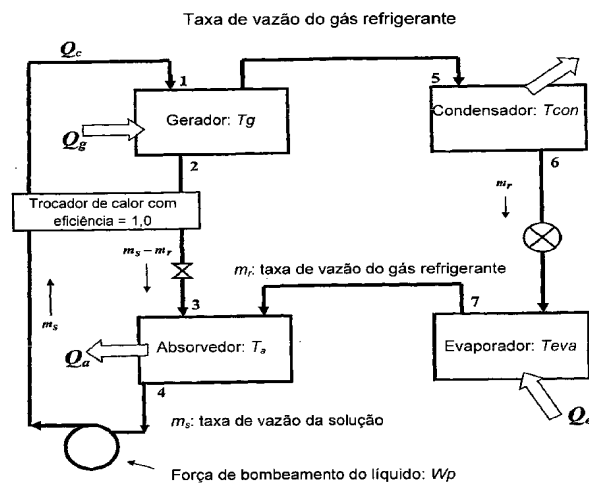 Taxa de vazão do gás refrigerante
Qc
1
5
Gerador: Tg
Condensador: Tcon
Qg
2
6
Trocador de calor com
eficiência = 1,0
mr
ms – mr
mr: taxa de vazão do gás refrigerante
ms
3
7
Absorvedor: Ta
Evaporador: Teva
Qa
4
ms: taxa de vazão da solução
Força de bombeamento do líquido: Wp